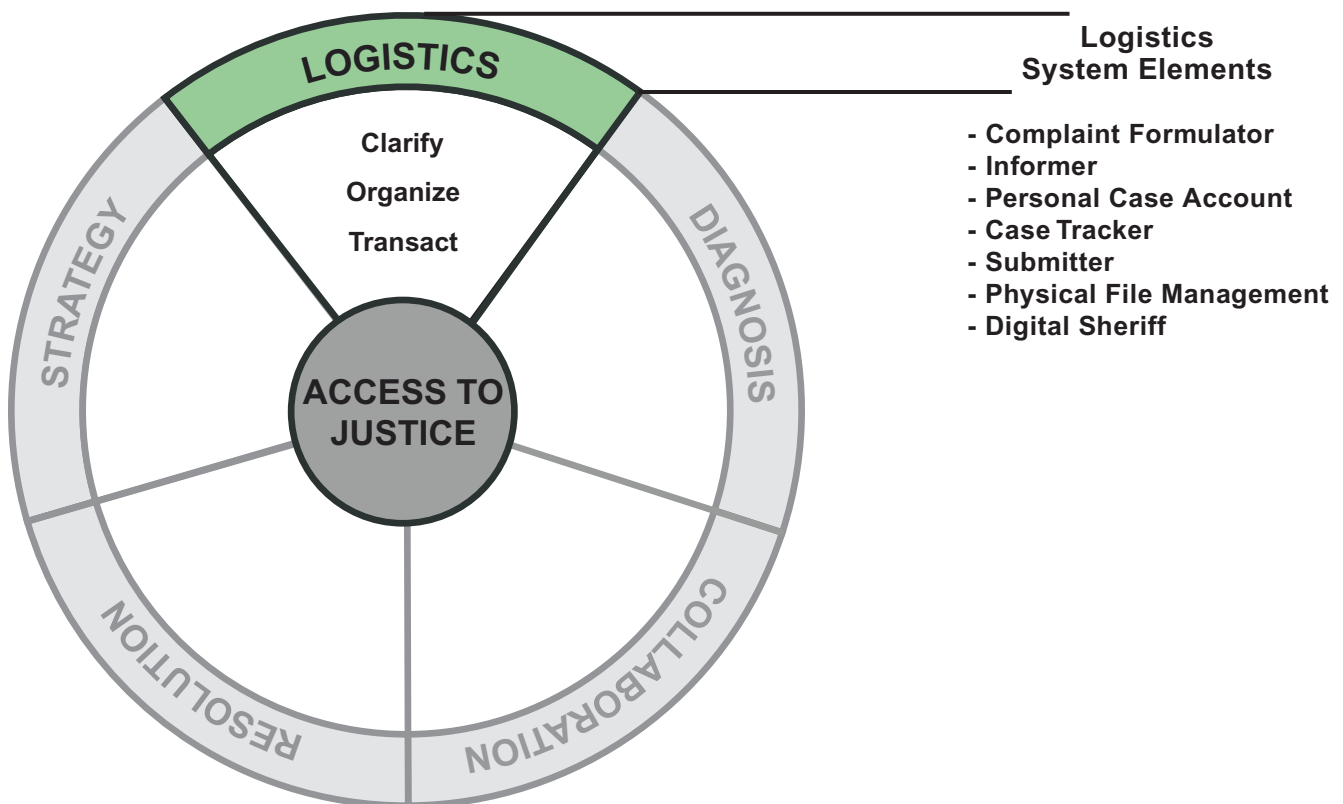 LOGISTICS
Clarify
Organize
Transact
STRATEGY
DIAGNOSIS
ACCESS TO
JUSTICE
RESOLUTION
COLLABORATION
Logistics
System Elements
- Complaint Formulator
- Informer
- Personal Case Account
- Case Tracker
- Submitter
- Physical File Management
- Digital Sheriff